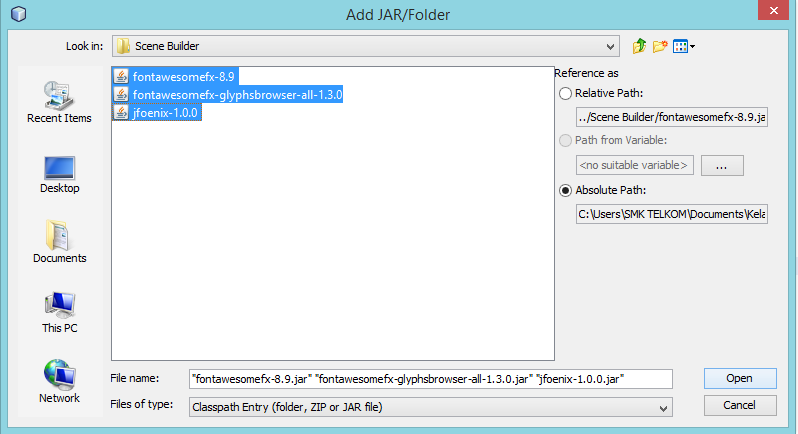 Add JAR/Folder
Look in: Scene Builder
fontawesomefx-8.9
fontawesomefx-glyphsbrowser-all-1.3.0
jfoenix-1.0.0
Recent Items
Desktop
Documents
This PC
Network
Reference as
Relative Path:
../Scene Builder/fontawesomefx-8.9.ja
Path from Variable:
<no suitable variable> ...
Absolute Path:
C:\Users\SMK TELKOM\Documents\Kela
File name: "fontawesomefx-8.9.jar" "fontawesomefx-glyphsbrowser-all-1.3.0.jar" "jfoenix-1.0.0.jar"
Open
Files of type: Classpath Entry (folder, ZIP or JAR file)
Cancel